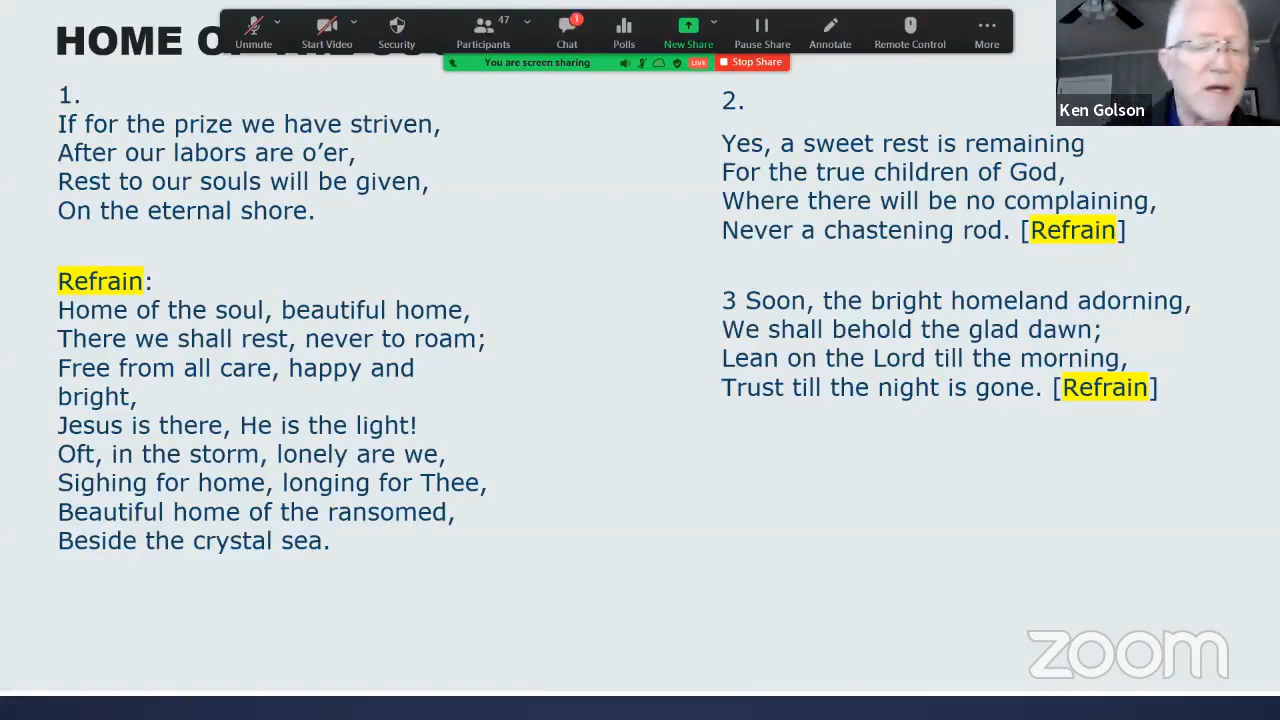 HOME O
Unmute
Start Video
Security
47
Participants
1
Chat
Polls
New Share
Pause Share
Annotate
Remote Control
More
You are screen sharing
LIVE
Stop Share
Ken Golson
1.
If for the prize we have striven,
After our labors are o’er,
Rest to our souls will be given,
On the eternal shore.
Refrain:
Home of the soul, beautiful home,
There we shall rest, never to roam;
Free from all care, happy and
bright,
Jesus is there, He is the light!
Oft, in the storm, lonely are we,
Sighing for home, longing for Thee,
Beautiful home of the ransomed,
Beside the crystal sea.
2.
Yes, a sweet rest is remaining
For the true children of God,
Where there will be no complaining,
Never a chastening rod. [Refrain]
3 Soon, the bright homeland adorning,
We shall behold the glad dawn;
Lean on the Lord till the morning,
Trust till the night is gone. [Refrain]
zoom